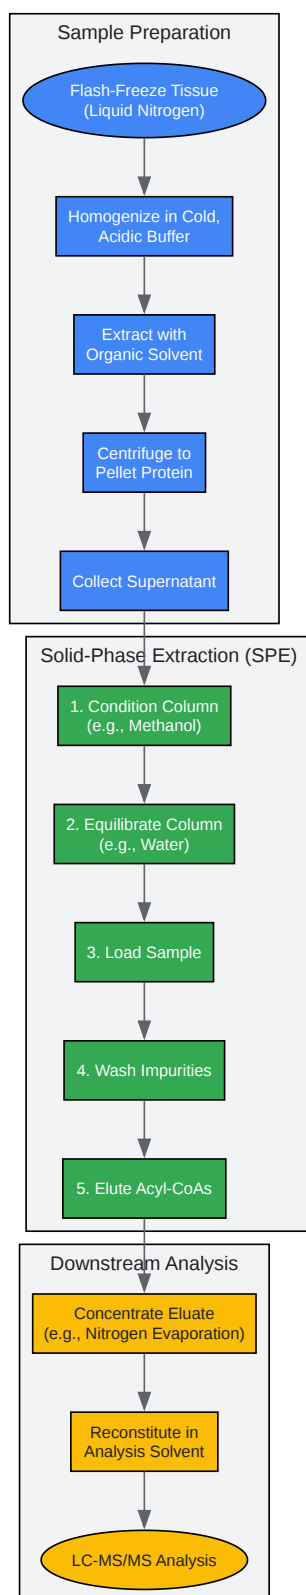 Sample Preparation
Flash-Freeze Tissue
(Liquid Nitrogen)
Homogenize in Cold,
Acidic Buffer
Extract with
Organic Solvent
Centrifuge to
Pellet Protein
Collect Supernatant
Solid-Phase Extraction (SPE)
1. Condition Column
(e.g., Methanol)
2. Equilibrate Column
(e.g., Water)
3. Load Sample
4. Wash Impurities
5. Elute Acyl-CoAs
Downstream Analysis
Concentrate Eluate
(e.g., Nitrogen Evaporation)
Reconstitute in
Analysis Solvent
LC-MS/MS Analysis